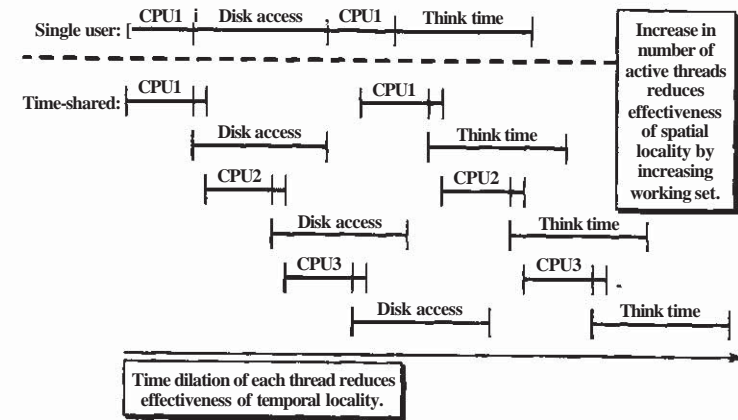 CPU1 i Disk access , CPU1 Think time
Single user: [
Increase in
number of
active threads
reduces
effectiveness
of spatial
locality by
increasing
working set.
CPU1 CPU1
Time-shared:
Disk access Think time
CPU2 CPU2
Disk access Think time
CPU3 CPU3
Disk access Think time
Time dilation of each thread reduces
effectiveness of temporal locality.